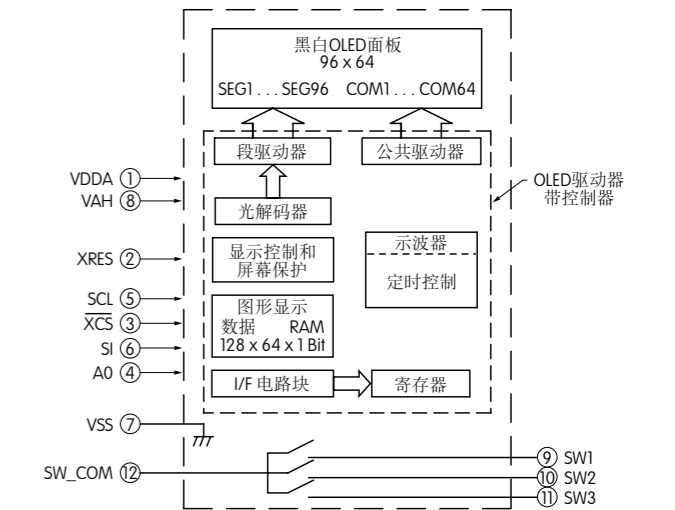 黑白OLED面板
96 x 64
SEG1 . . . SEG96 COM1 . . . COM64
段驱动器
公共驱动器
VDDA ①
VAH ⑧
OLED驱动器
带控制器
光解码器
XRES ②
显示控制和
屏幕保护
示波器
定时控制
SCL ⑤
XCS ③
SI ⑥
A0 ④
图形显示
数据 RAM
128 x 64 x 1 Bit
I/F 电路块
寄存器
VSS ⑦
SW_COM ⑫
⑨ SW1
⑩ SW2
⑪ SW3